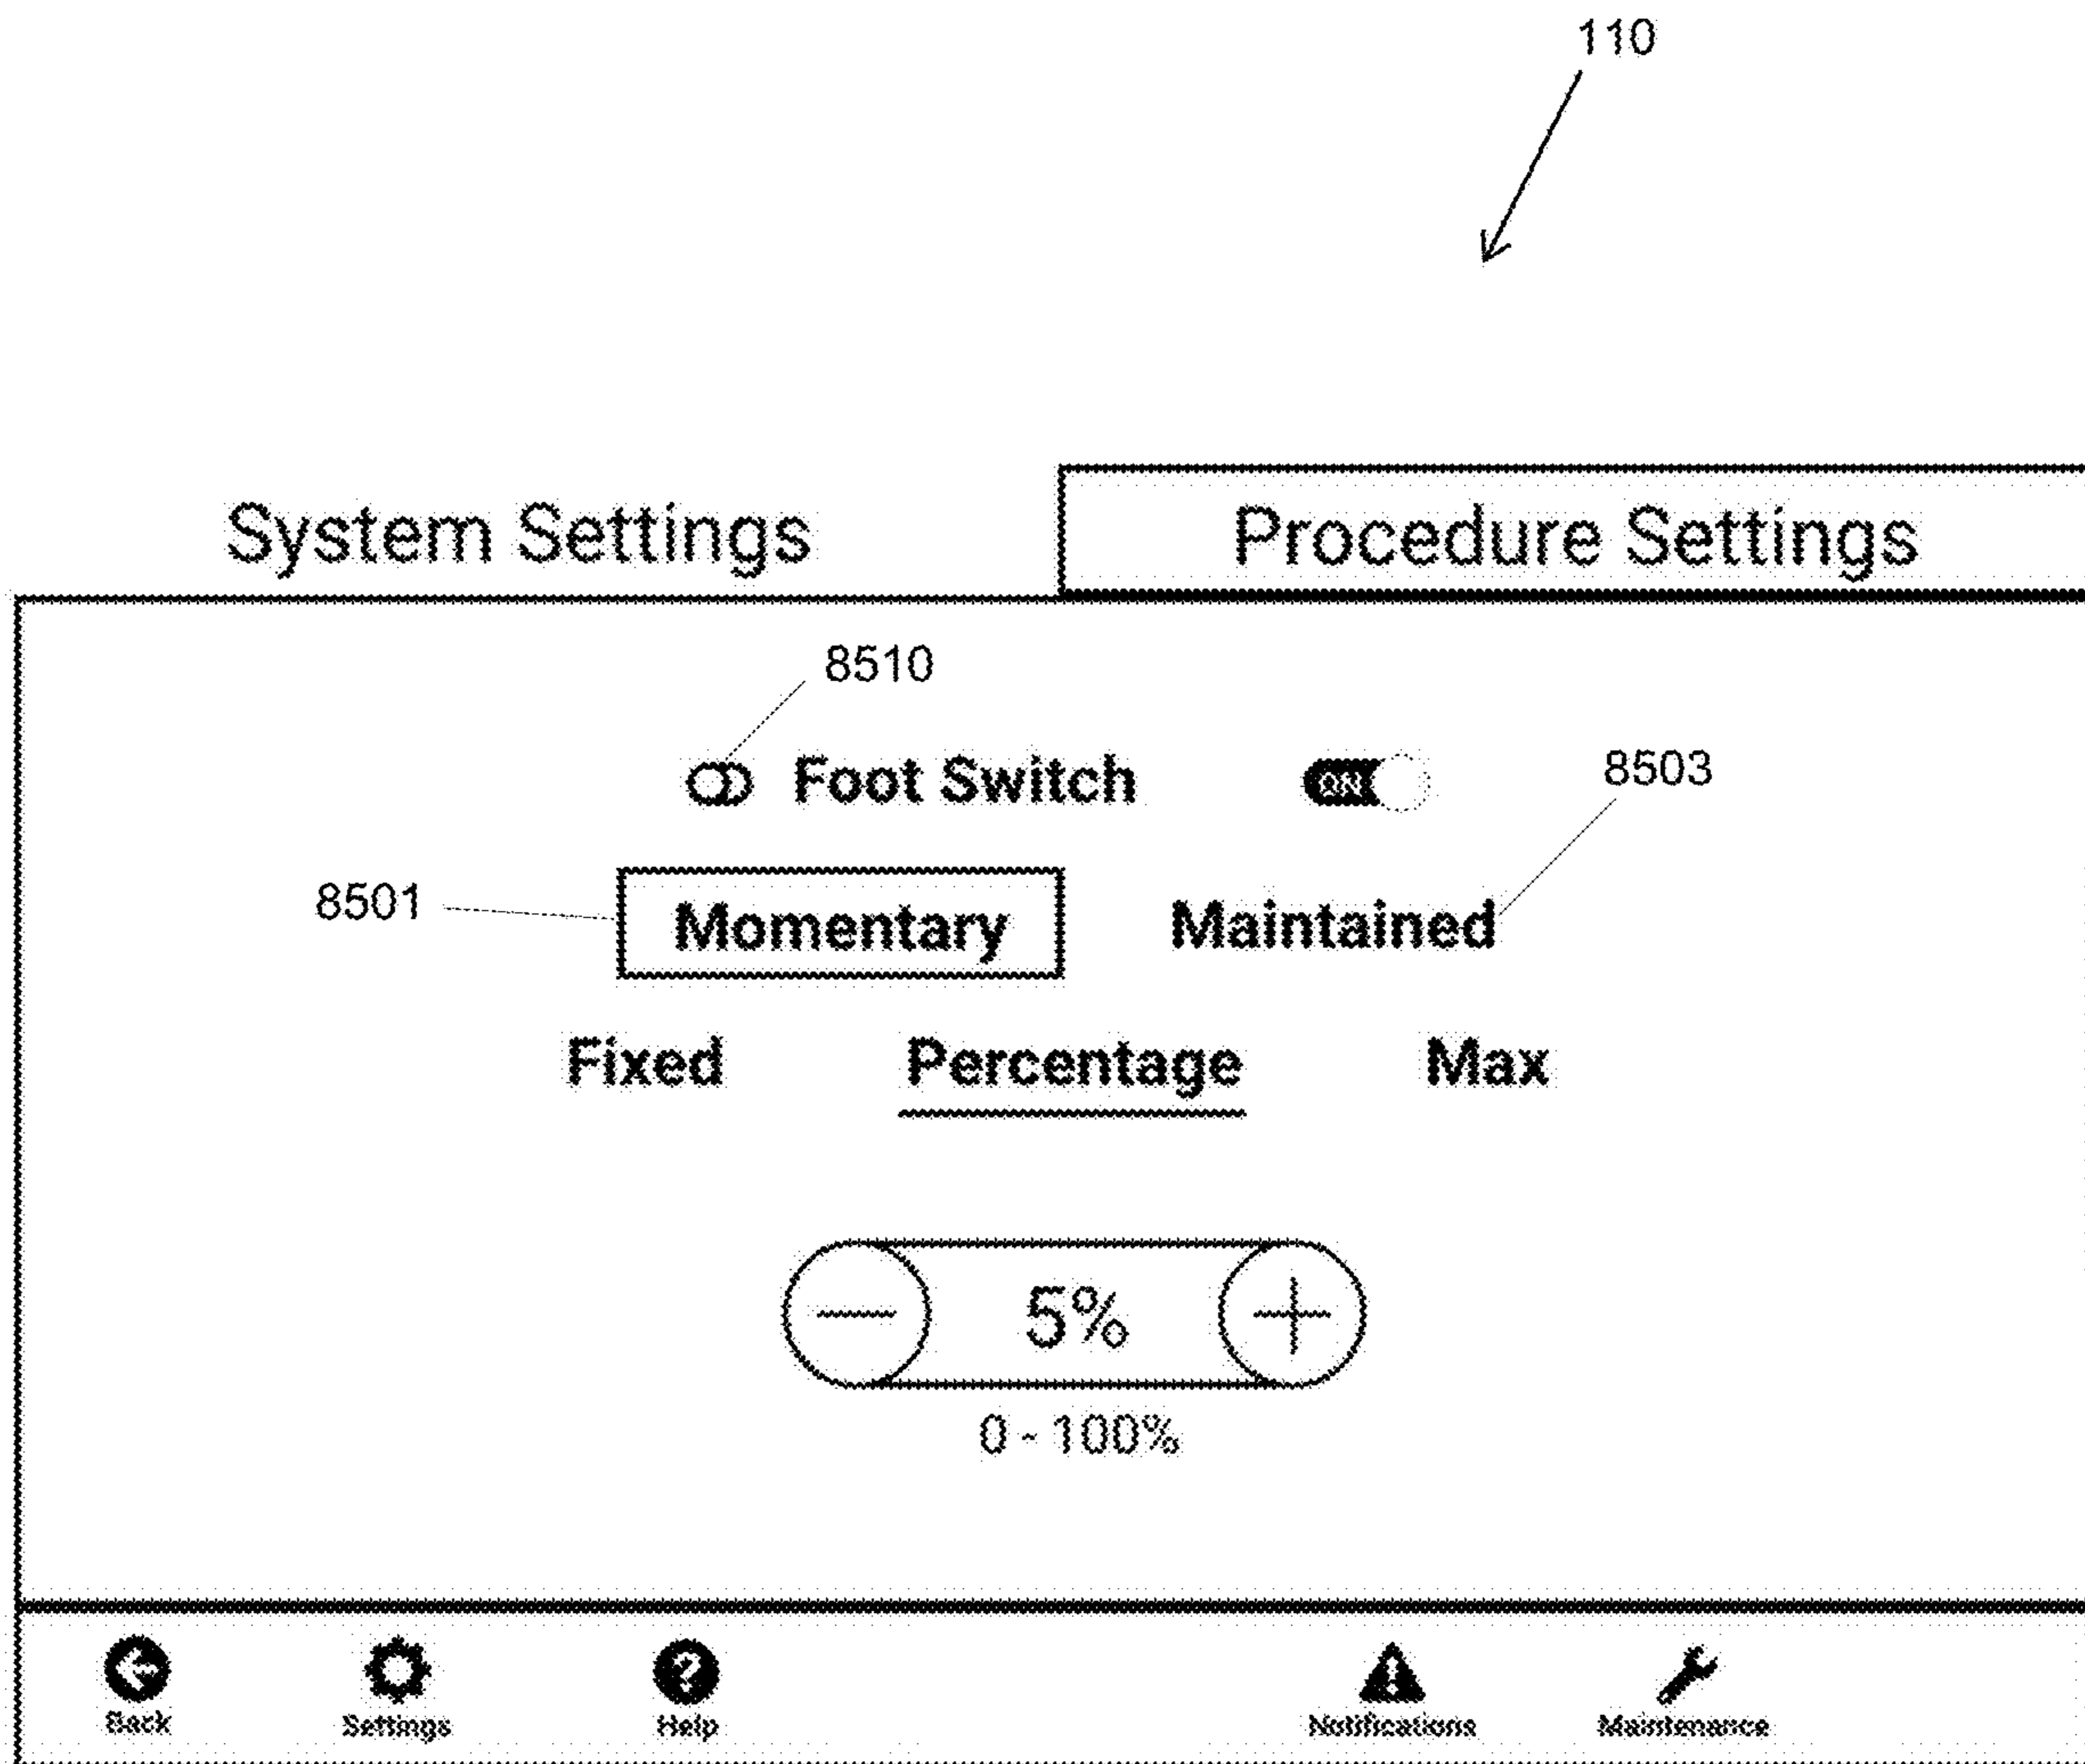 110
System Settings Procedure Settings
8510
Foot Switch ON
8503
8501
Momentary Maintained
Fixed Percentage Max
5%
0 - 100%
Back Settings Help Notifications Maintenance